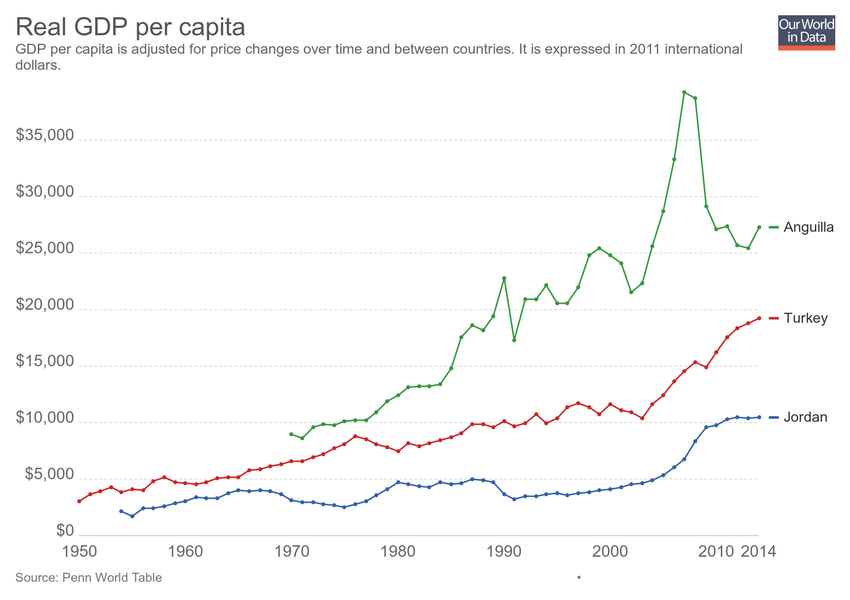 Real GDP per capita
GDP per capita is adjusted for price changes over time and between countries. It is expressed in 2011 international
dollars.
Our World
in Data
$35,000
$30,000
$25,000
$20,000
$15,000
$10,000
$5,000
$0
Anguilla
Turkey
Jordan
1950 1960 1970 1980 1990 2000 2010 2014
Source: Penn World Table